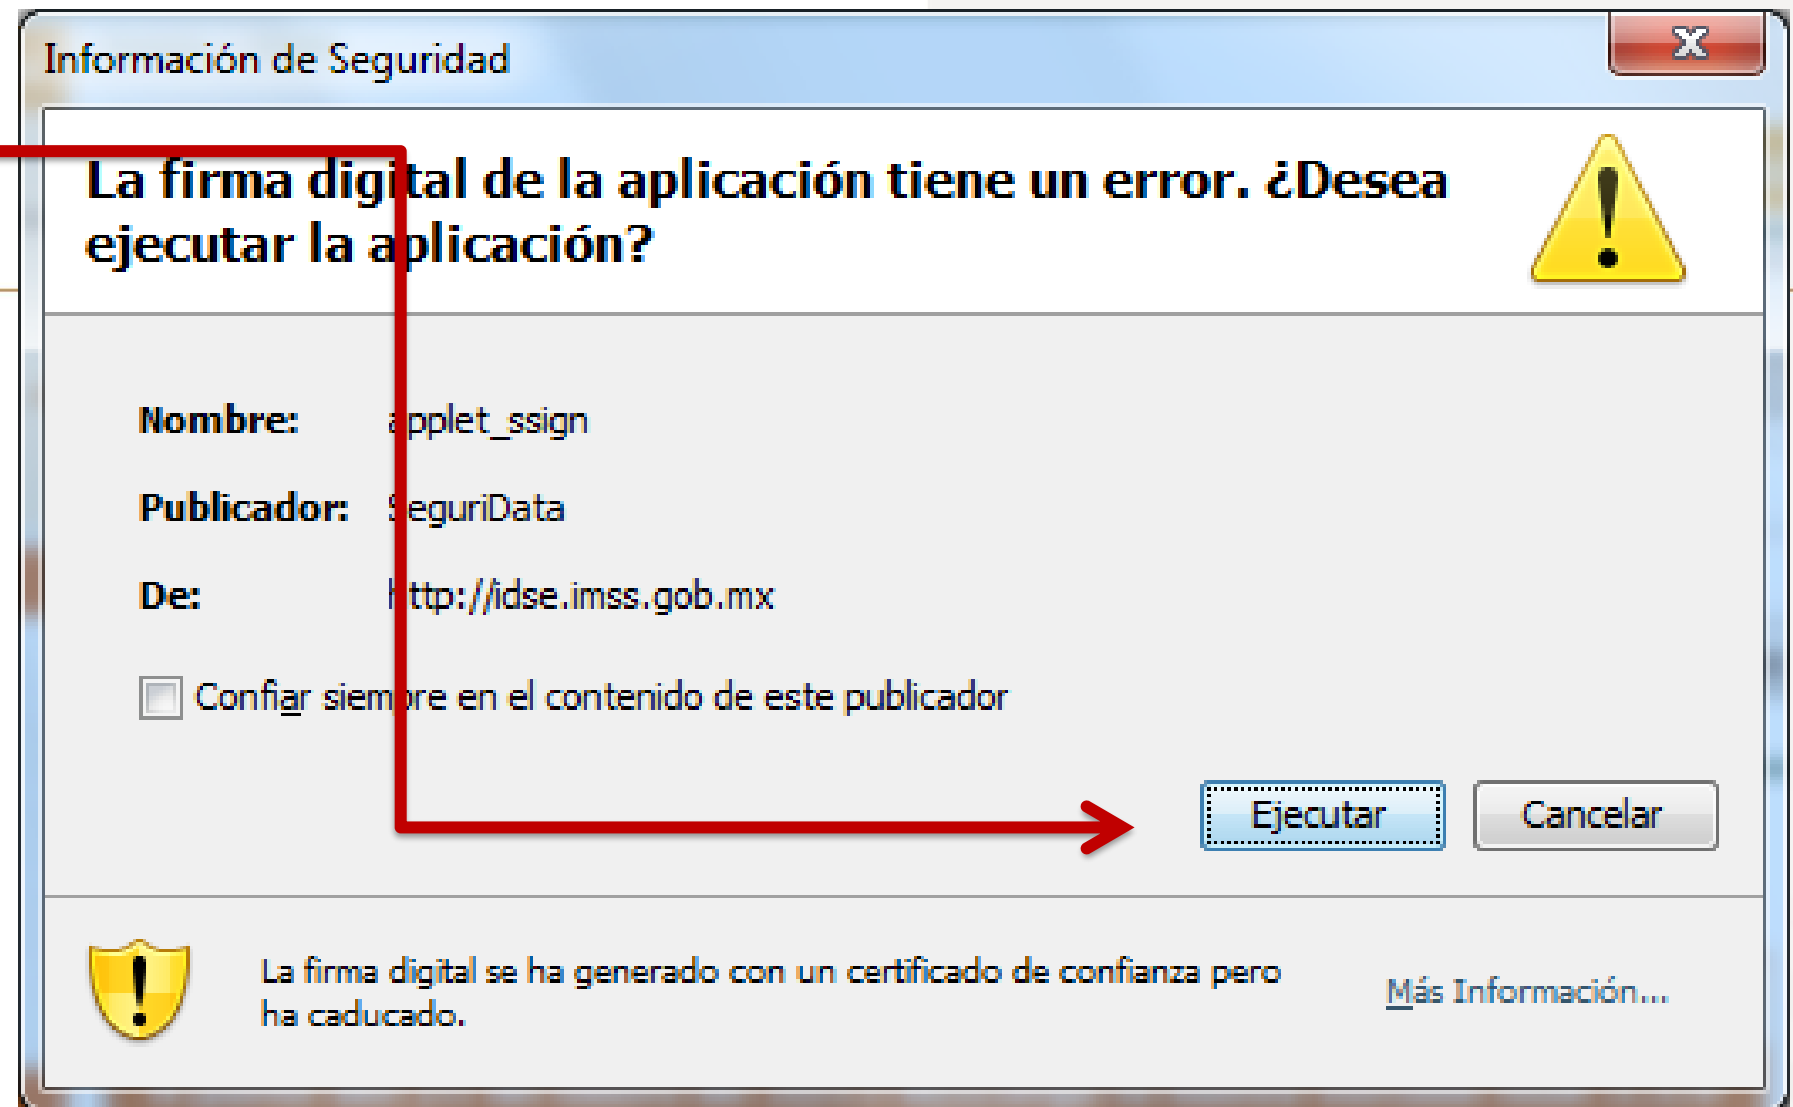 Información de Seguridad
La firma digital de la aplicación tiene un error. ¿Desea
ejecutar la aplicación?
Nombre: applet_ssign
Publicador: SeguriData
De: http://idse.imss.gob.mx
Confiar siempre en el contenido de este publicador
Ejecutar Cancelar
La firma digital se ha generado con un certificado de confianza pero
ha caducado.
Más Información...